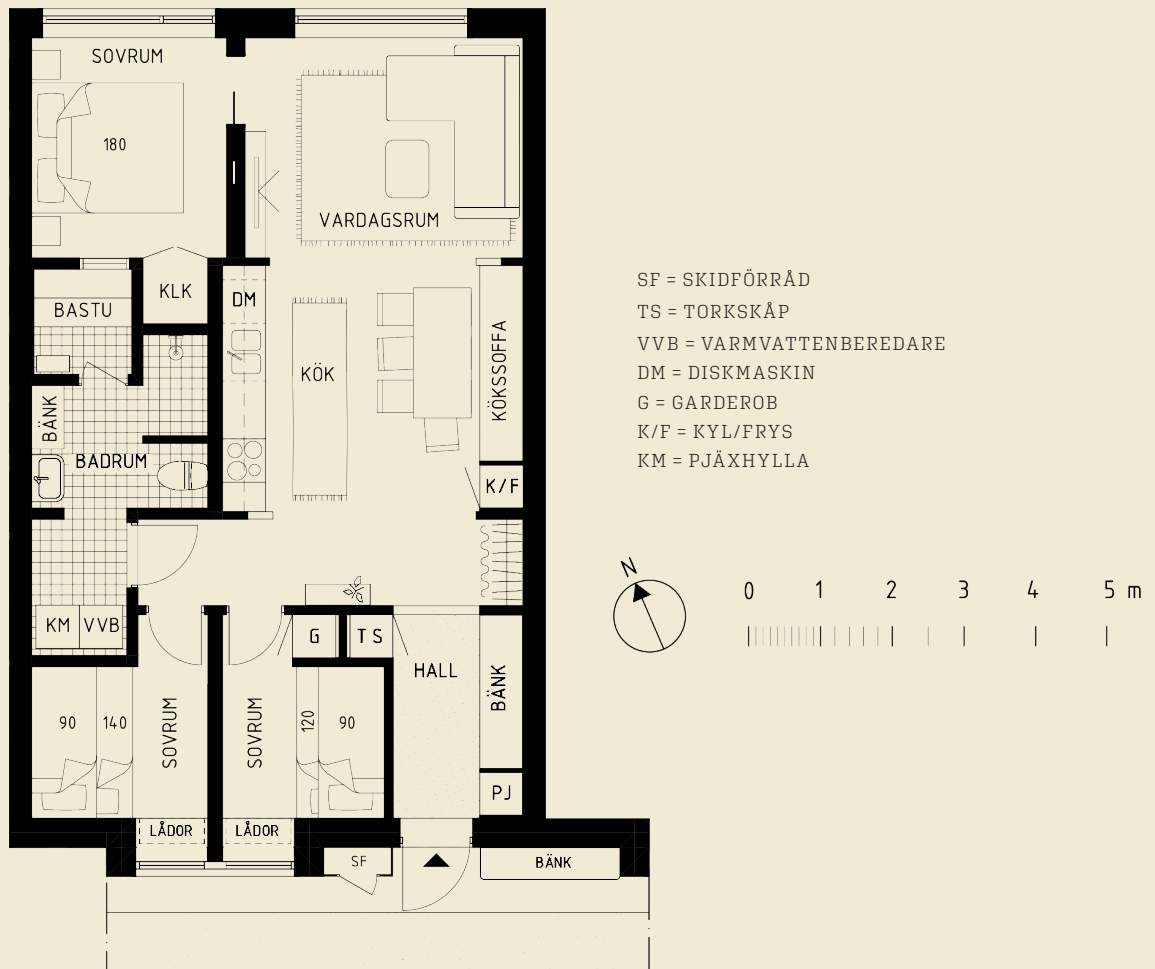 SOVRUM
180
VARDAGSRUM
BASTU
KLK
DM
KÖK
KÖKSSOFFA
BÄNK
BADRUM
K/F
KM
VVB
G
TS
HALL
BÄNK
90
140
SOVRUM
SOVRUM
120
90
PJ
LÅDOR
LÅDOR
SF
BÄNK
SF = SKIDFÖRRÅD
TS = TORKSKÅP
VVB = VARMVATTENBEREDARE
DM = DISKMASKIN
G = GARDEROB
K/F = KYL/FRYS
KM = PJÄXHYLLA
N
0 1 2 3 4 5 m